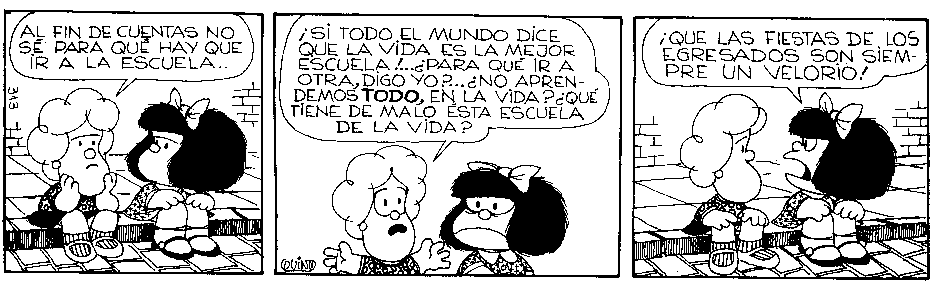 AL FIN DE CUENTAS NO
SÉ PARA QUÉ HAY QUE
IR A LA ESCUELA..
343
¡SI TODO EL MUNDO DICE
QUE LA VIDA ES LA MEJOR
ESCUELA!..¿PARA QUÉ IR A
OTRA, DIGO YO?...¿NO APREN-
DEMOS TODO, EN LA VIDA? ¿QUÉ
TIENE DE MALO ESTA ESCUELA
DE LA VIDA?
QUINO
¡QUE LAS FIESTAS DE LOS
EGRESADOS SON SIEM-
PRE UN VELORIO!